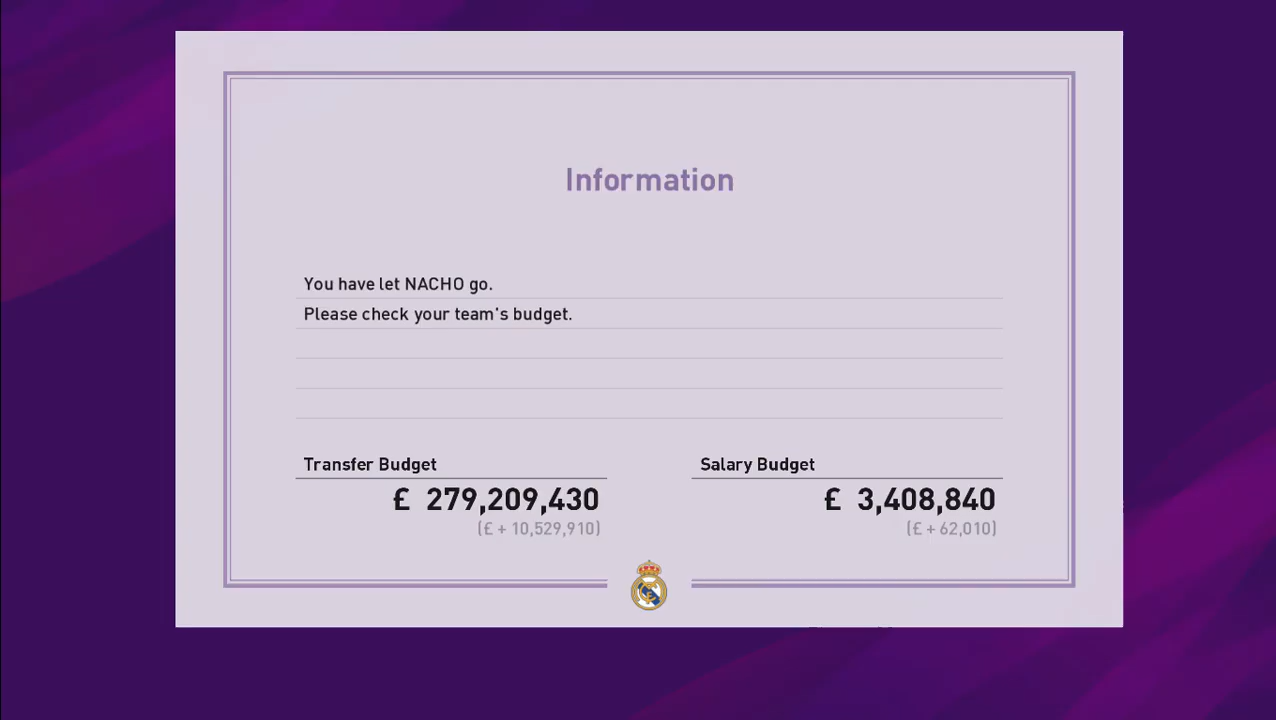 Information
You have let NACHO go.
Please check your team's budget.
Transfer Budget
£ 279,209,430
(£ + 10,529,910)
Salary Budget
£ 3,408,840
(£ + 62,010)